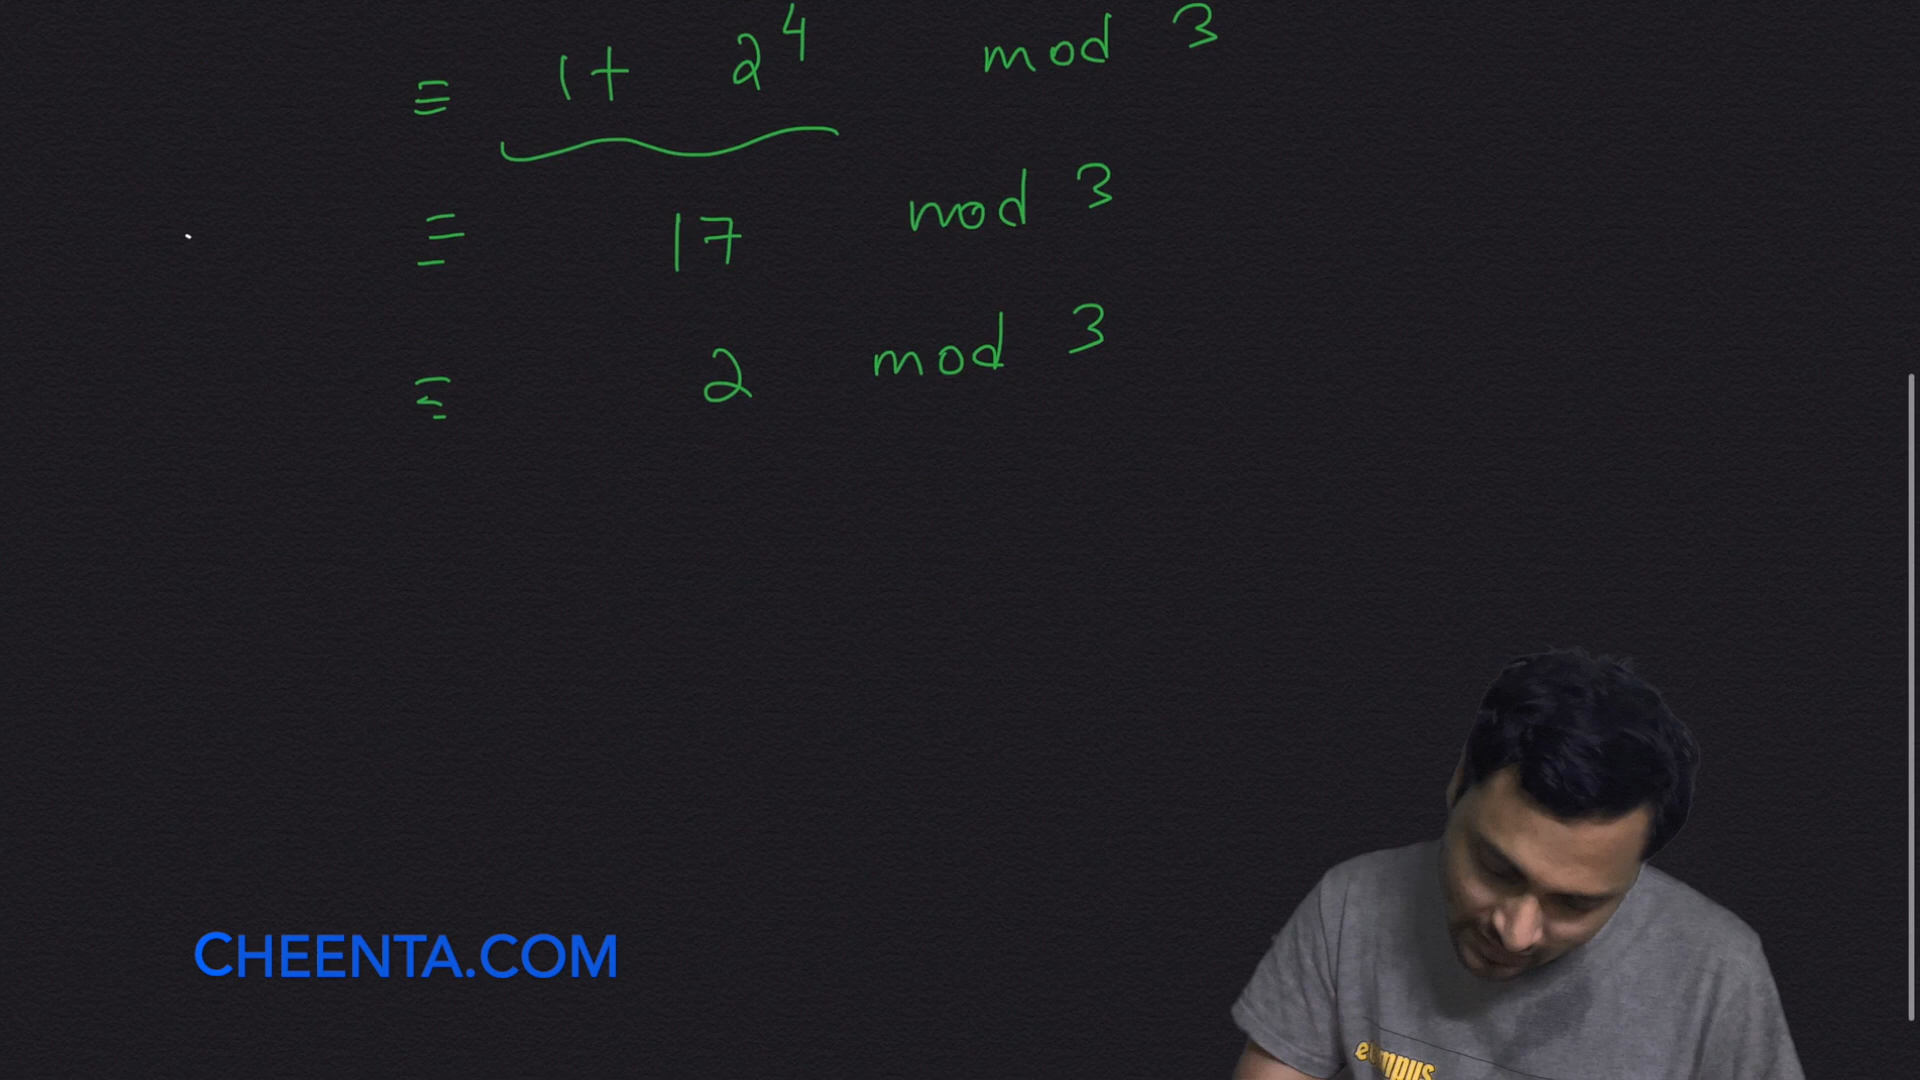 ≡ 1+ 2⁴ mod 3
≡ 17 mod 3
≡ 2 mod 3
CHEENTA.COM